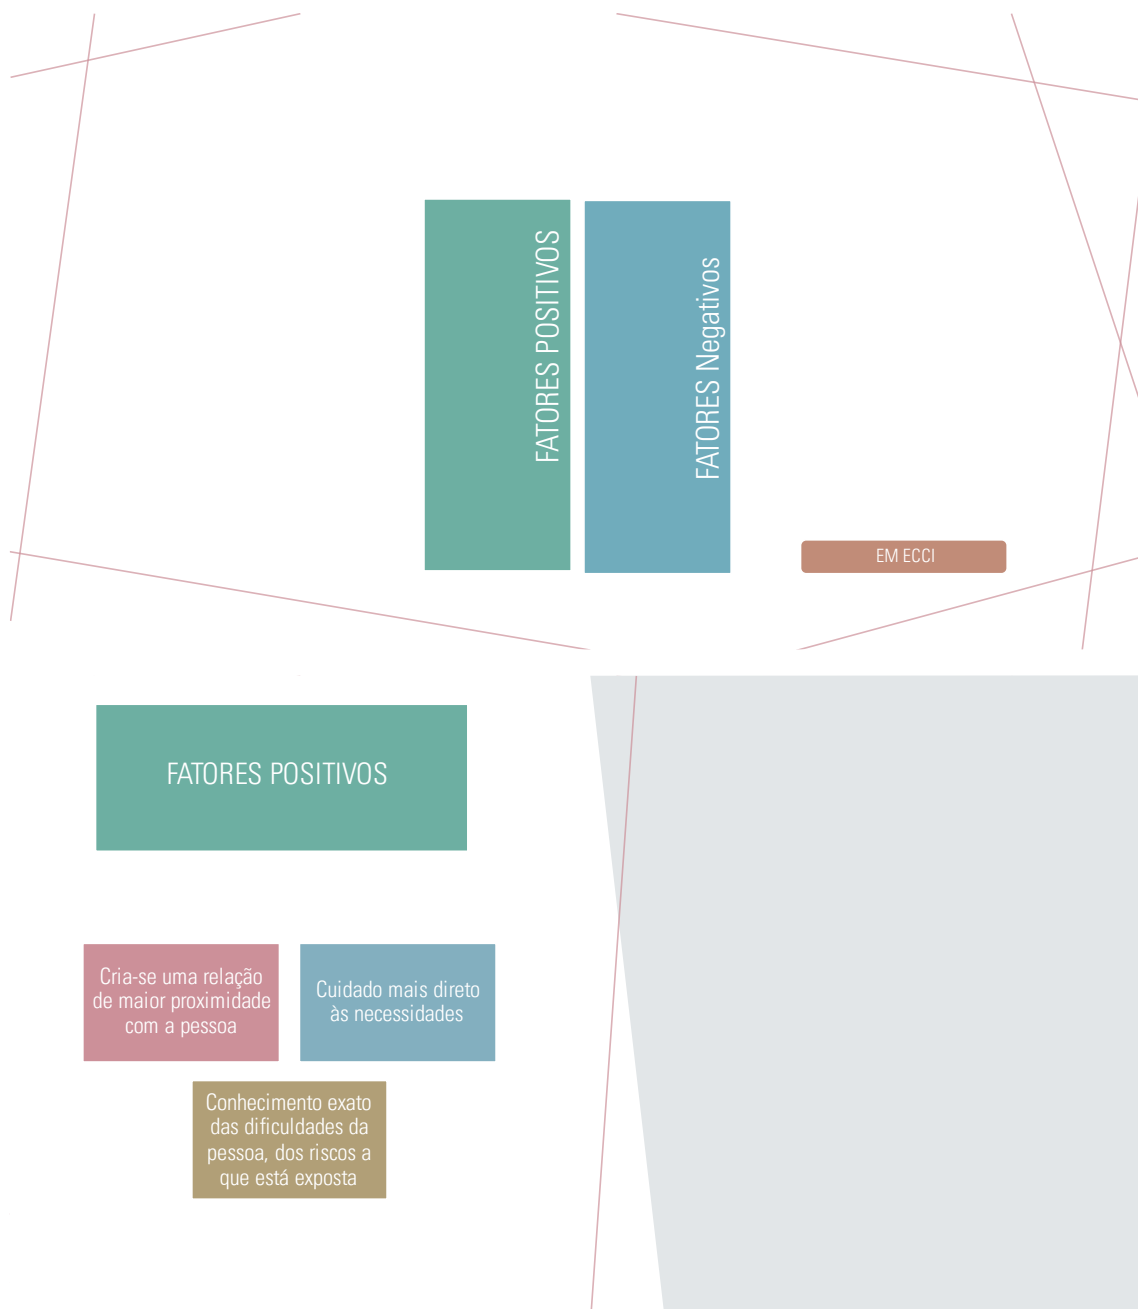 FATORES POSITIVOS
FATORES Negativos
EM ECCI
FATORES POSITIVOS
Cria-se uma relação
de maior proximidade
com a pessoa
Cuidado mais direto
às necessidades
Conhecimento exato
das dificuldades da
pessoa, dos riscos a
que está exposta